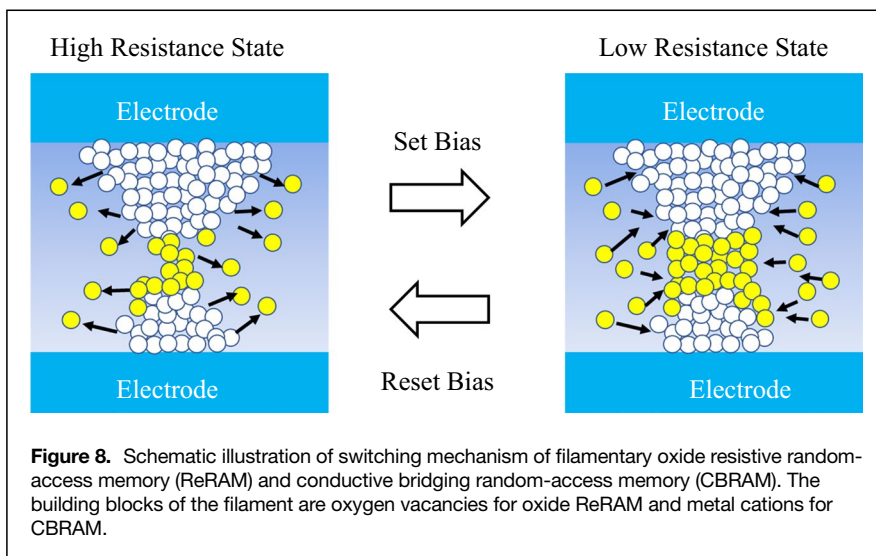 High Resistance State
Low Resistance State
Electrode
Electrode
Set Bias
Reset Bias
Electrode
Electrode
Figure 8. Schematic illustration of switching mechanism of filamentary oxide resistive random-
access memory (ReRAM) and conductive bridging random-access memory (CBRAM). The
building blocks of the filament are oxygen vacancies for oxide ReRAM and metal cations for
CBRAM.